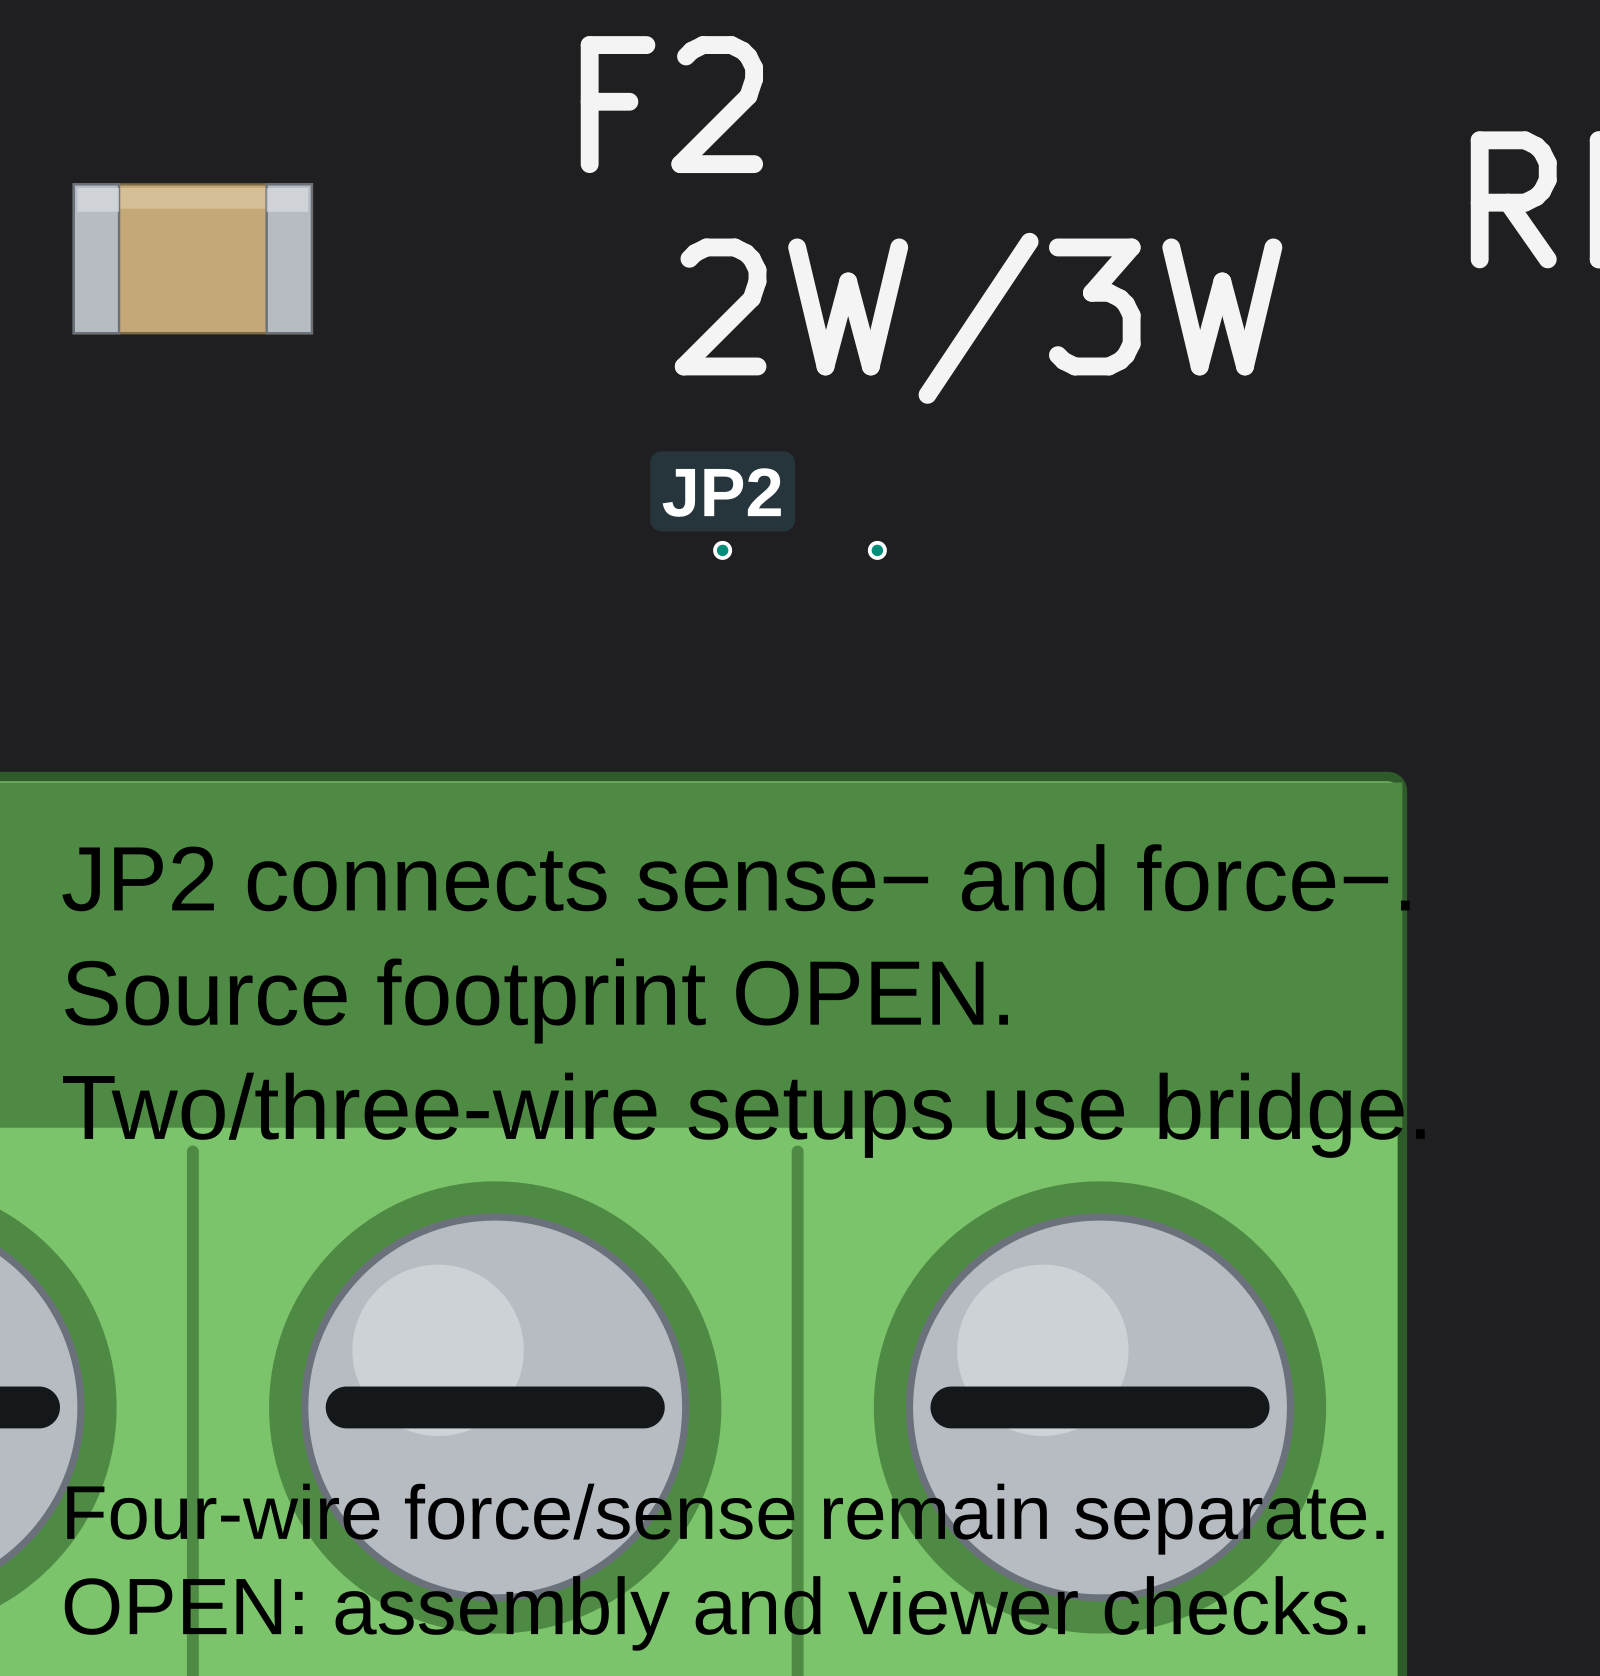 F2
2W/3W
JP2
JP2 connects sense− and force−.
Source footprint OPEN.
Two/three-wire setups use bridge.
Four-wire force/sense remain separate.
OPEN: assembly and viewer checks.